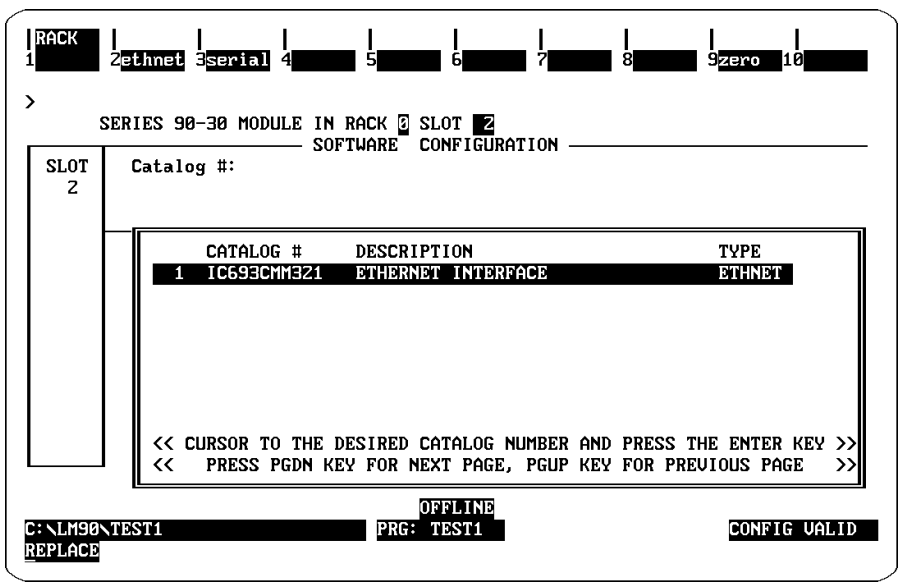 RACK
1 2ethnet 3serial 4 5 6 7 8 9zero 10
>
SERIES 90-30 MODULE IN RACK 0 SLOT 2
SOFTWARE CONFIGURATION
SLOT Catalog #:
2
CATALOG # DESCRIPTION TYPE
1 IC693CMM321 ETHERNET INTERFACE ETHNET
<< CURSOR TO THE DESIRED CATALOG NUMBER AND PRESS THE ENTER KEY >>
<< PRESS PGDN KEY FOR NEXT PAGE, PGUP KEY FOR PREVIOUS PAGE >>
OFFLINE
C:\LM90\TEST1 PRG: TEST1 CONFIG VALID
REPLACE